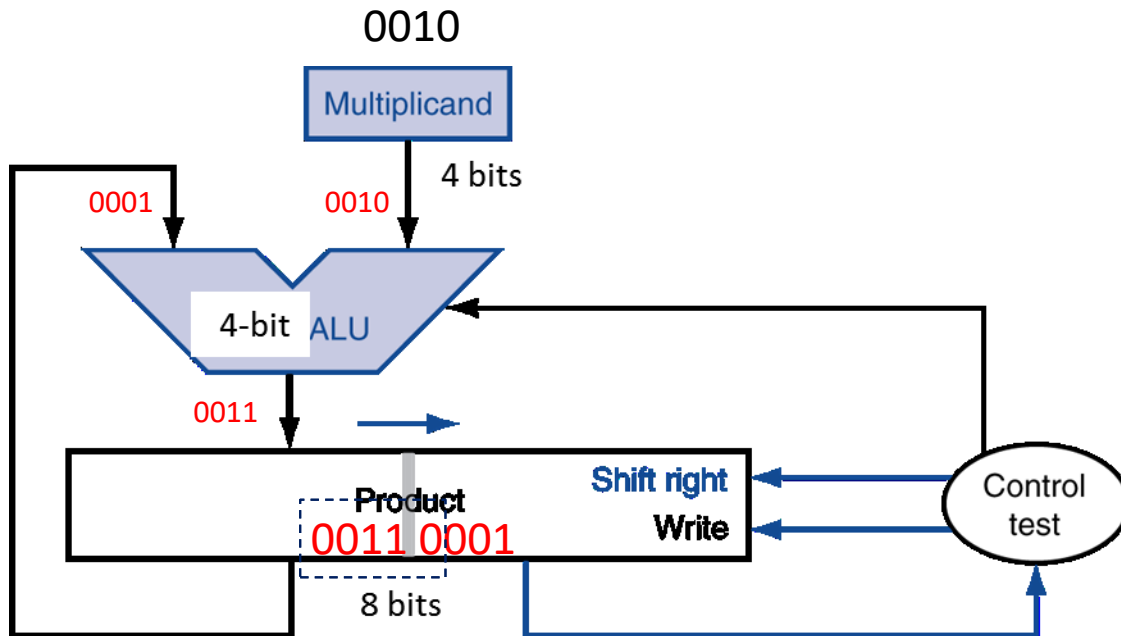 0010
Multiplicand
4 bits
0001
0010
4-bit ALU
0011
Shift right
Product
Write
0011 0001
8 bits
Control
test